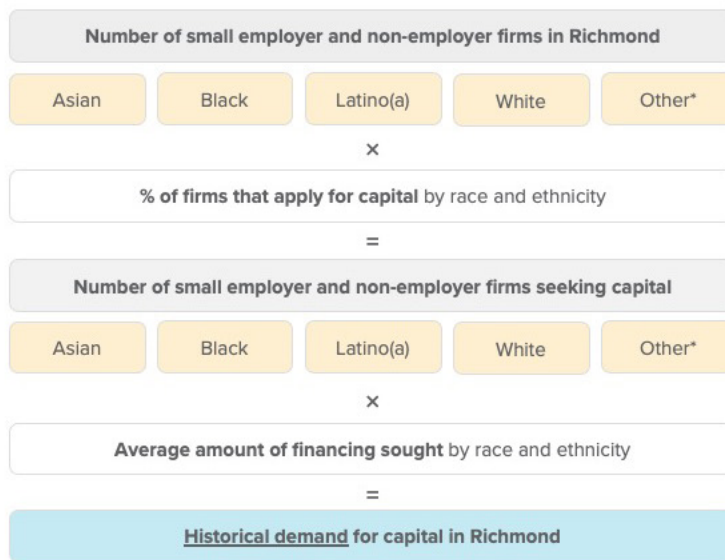 Number of small employer and non-employer firms in Richmond
Asian Black Latino(a) White Other*
×
% of firms that apply for capital by race and ethnicity
=
Number of small employer and non-employer firms seeking capital
Asian Black Latino(a) White Other*
×
Average amount of financing sought by race and ethnicity
=
Historical demand for capital in Richmond